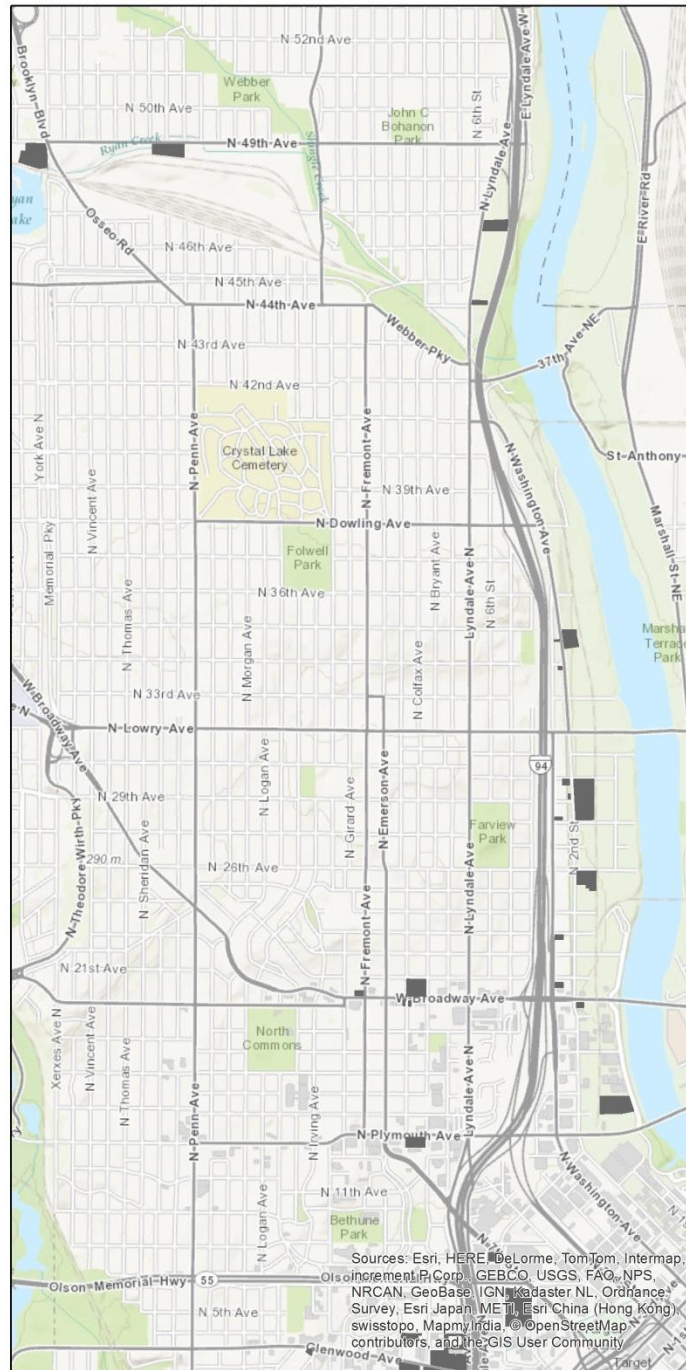 N 52nd Ave
Brooklyn-Blvd
Webber
Park
N 50th Ave
John C
Bohanon
Park
N 6th St
E Lyndale Ave W
N 49th Ave
Ryan Creek
Shingle Creek
N-Lyndale Ave
E River Rd
yan
ake
Osseo Rd
N 46th Ave
N 45th Ave
N 44th Ave
Webber-Pky
37th Ave NE
N 43rd Ave
N 42nd Ave
Crystal Lake
Cemetery
N-Penn-Ave
N-Fremont-Ave
York Ave N
N Vincent Ave
N 39th Ave
N-Washington-Ave
St-Anthony
N Dowling Ave
Folwell
Park
Memorial Pky
N Bryant Ave
Lyndale-Ave-N
N 6th St
Marshall-St-NE
N 36th Ave
N Thomas Ave
N Morgan Ave
N Colfax Ave
Marsha
Terrace
Park
N 33rd Ave
W-Broadway-Ave
e N
N Lowry Ave
94
N Logan Ave
N Girard Ave
N-Emerson-Ave
N 29th Ave
N Sheridan Ave
Farview
Park
N 2nd St
290 m
N 26th Ave
N-Theodore-Wirth-Pky
N-Lyndale-Ave
N-Fremont-Ave
N 21st Ave
W-Broadway Ave
Xerxes Ave N
N Vincent Ave
N Thomas Ave
North
Commons
N-Penn-Ave
N Irving Ave
Lyndale-Ave-N
N Plymouth Ave
N-Washington-Ave
N 11th Ave
N Logan Ave
Bethune
Park
N-7th
Olson-Memorial-Hwy
55
N 5th Ave
Glenwood-Ave
Sources: Esri, HERE, DeLorme, TomTom, Intermap,
increment P Corp., GEBCO, USGS, FAO, NPS,
NRCAN, GeoBase, IGN, Kadaster NL, Ordnance
Survey, Esri Japan, METI, Esri China (Hong Kong),
swisstopo, MapmyIndia, © OpenStreetMap
contributors, and the GIS User Community
Target